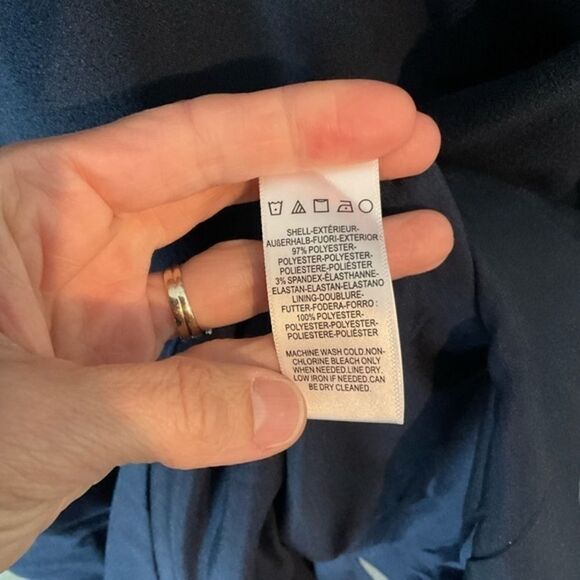 SHELL-EXTÉRIEUR-
AUßERHALB-FUORI-EXTERIOR:
97% POLYESTER-
POLYESTER-POLYESTER-
POLIESTERE-POLIÉSTER
3% SPANDEX-ÉLASTHANNE-
ELASTAN-ELASTAN-ELASTANO
LINING-DOUBLURE-
FUTTER-FODERA-FORRO:
100% POLYESTER-
POLYESTER-POLYESTER-
POLIESTERE-POLIÉSTER
MACHINE WASH COLD.NON-
CHLORINE BLEACH ONLY
WHEN NEEDED.LINE DRY.
LOW IRON IF NEEDED.CAN
BE DRY CLEANED.